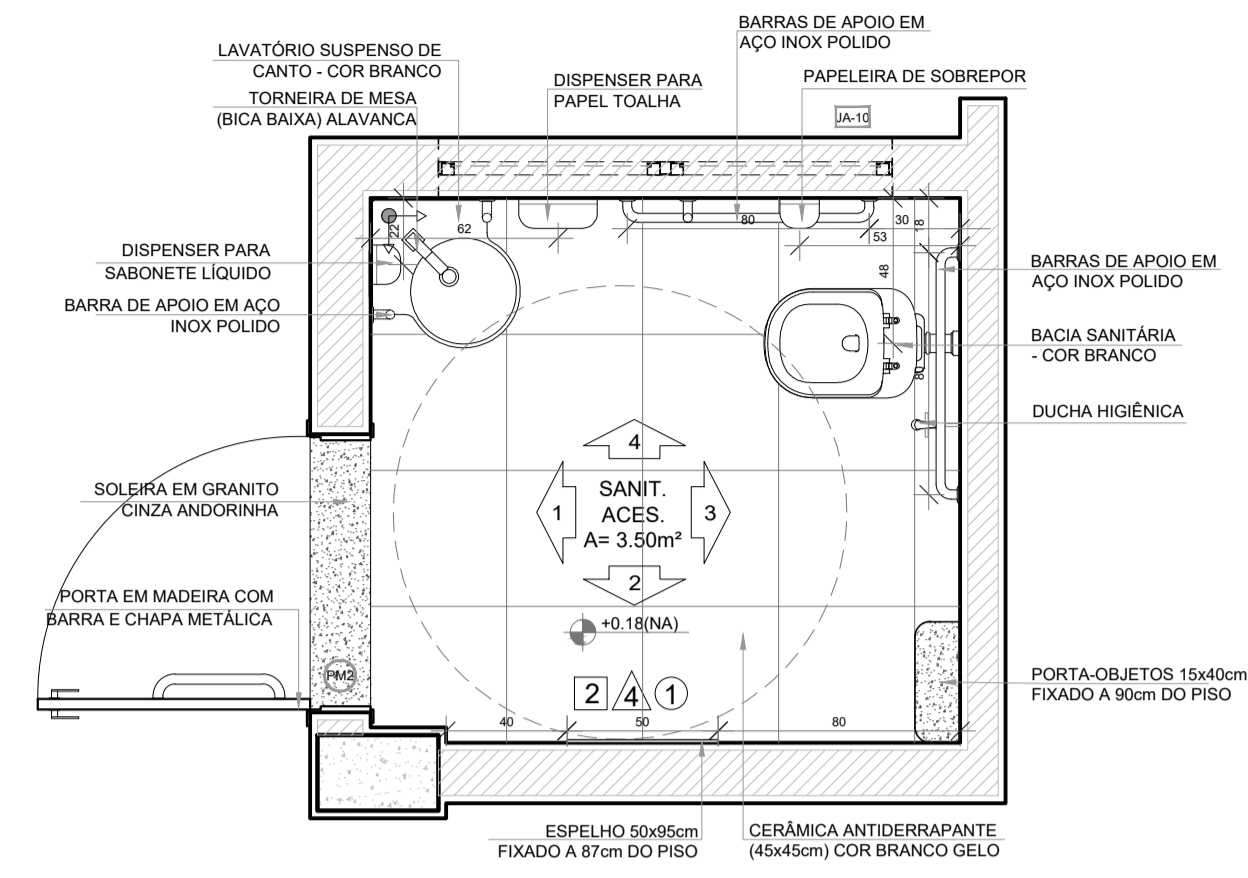 BARRAS DE APOIO EM
AÇO INOX POLIDO
LAVATÓRIO SUSPENSO DE
CANTO - COR BRANCO
DISPENSER PARA
PAPEL TOALHA
PAPELEIRA DE SOBREPOR
TORNEIRA DE MESA
(BICA BAIXA) ALAVANCA
JA-10
22
62
80
30
18
53
48
80
DISPENSER PARA
SABONETE LÍQUIDO
BARRA DE APOIO EM AÇO
INOX POLIDO
BARRAS DE APOIO EM
AÇO INOX POLIDO
BACIA SANITÁRIA
- COR BRANCO
DUCHA HIGIÊNICA
4
1
SANIT.
ACES.
A= 3.50m²
3
2
SOLEIRA EM GRANITO
CINZA ANDORINHA
PORTA EM MADEIRA COM
BARRA E CHAPA METÁLICA
+0.18(NA)
PM2
2 4 1
PORTA-OBJETOS 15x40cm
FIXADO A 90cm DO PISO
40
50
80
ESPELHO 50x95cm
FIXADO A 87cm DO PISO
CERÂMICA ANTIDERRAPANTE
(45x45cm) COR BRANCO GELO